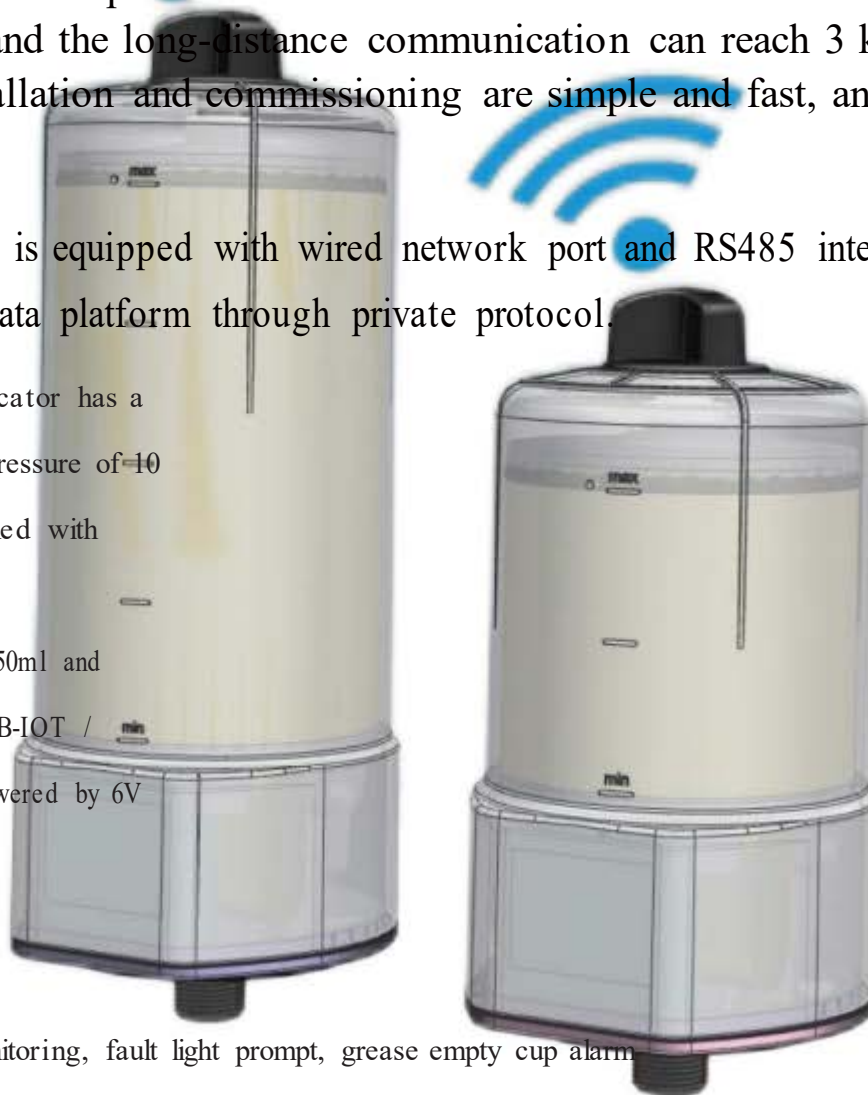 and the long-distance communication can reach 3 k
allation and commissioning are simple and fast, an
max
is equipped with wired network port and RS485 inte
ata platform through private protocol.
cator has a
ressure of 10
max
ed with
50ml and
B-IOT /
min
min
wered by 6V
nitoring, fault light prompt, grease empty cup alarm